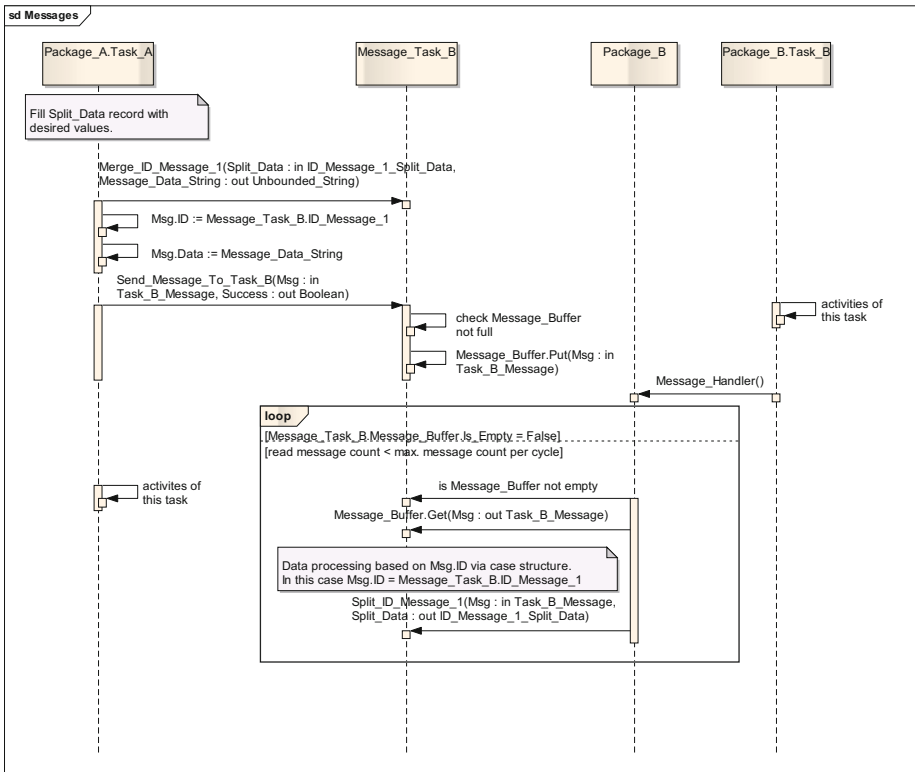 sd Messages
Package_A.Task_A
Message_Task_B
Package_B
Package_B.Task_B
Fill Split_Data record with
desired values.
Merge_ID_Message_1(Split_Data : in ID_Message_1_Split_Data,
Message_Data_String : out Unbounded_String)
Msg.ID := Message_Task_B.ID_Message_1
Msg.Data := Message_Data_String
Send_Message_To_Task_B(Msg : in
Task_B_Message, Success : out Boolean)
activities of
this task
check Message_Buffer
not full
Message_Buffer.Put(Msg : in
Task_B_Message)
Message_Handler()
loop
[Message_Task_B.Message_Buffer.Is_Empty = False]
[read message count < max. message count per cycle]
activites of
this task
is Message_Buffer not empty
Message_Buffer.Get(Msg : out Task_B_Message)
Data processing based on Msg.ID via case structure.
In this case Msg.ID = Message_Task_B.ID_Message_1
Split_ID_Message_1(Msg : in Task_B_Message,
Split_Data : out ID_Message_1_Split_Data)